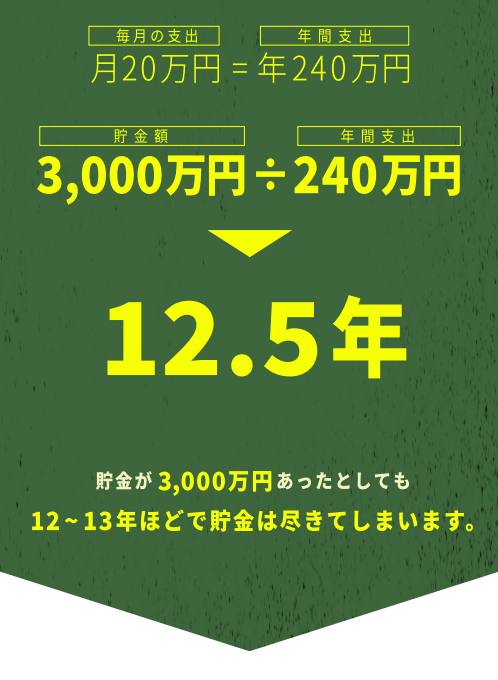 毎月の支出 年間支出
月20万円＝年240万円
貯金額 年間支出
3,000万円÷240万円
12.5年
貯金が3,000万円あったとしても
12~13年ほどで貯金は尽きてしまいます。